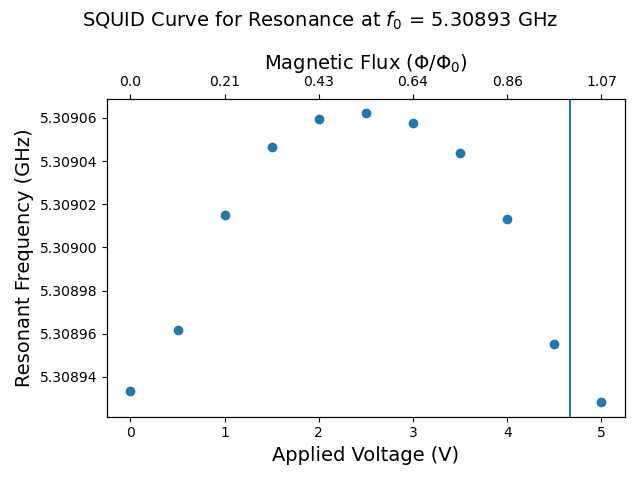 SQUID Curve for Resonance at f₀ = 5.30893 GHz
Magnetic Flux (Φ/Φ₀)
0.0 0.21 0.43 0.64 0.86 1.07
Resonant Frequency (GHz)
5.30906
5.30904
5.30902
5.30900
5.30898
5.30896
5.30894
0 1 2 3 4 5
Applied Voltage (V)